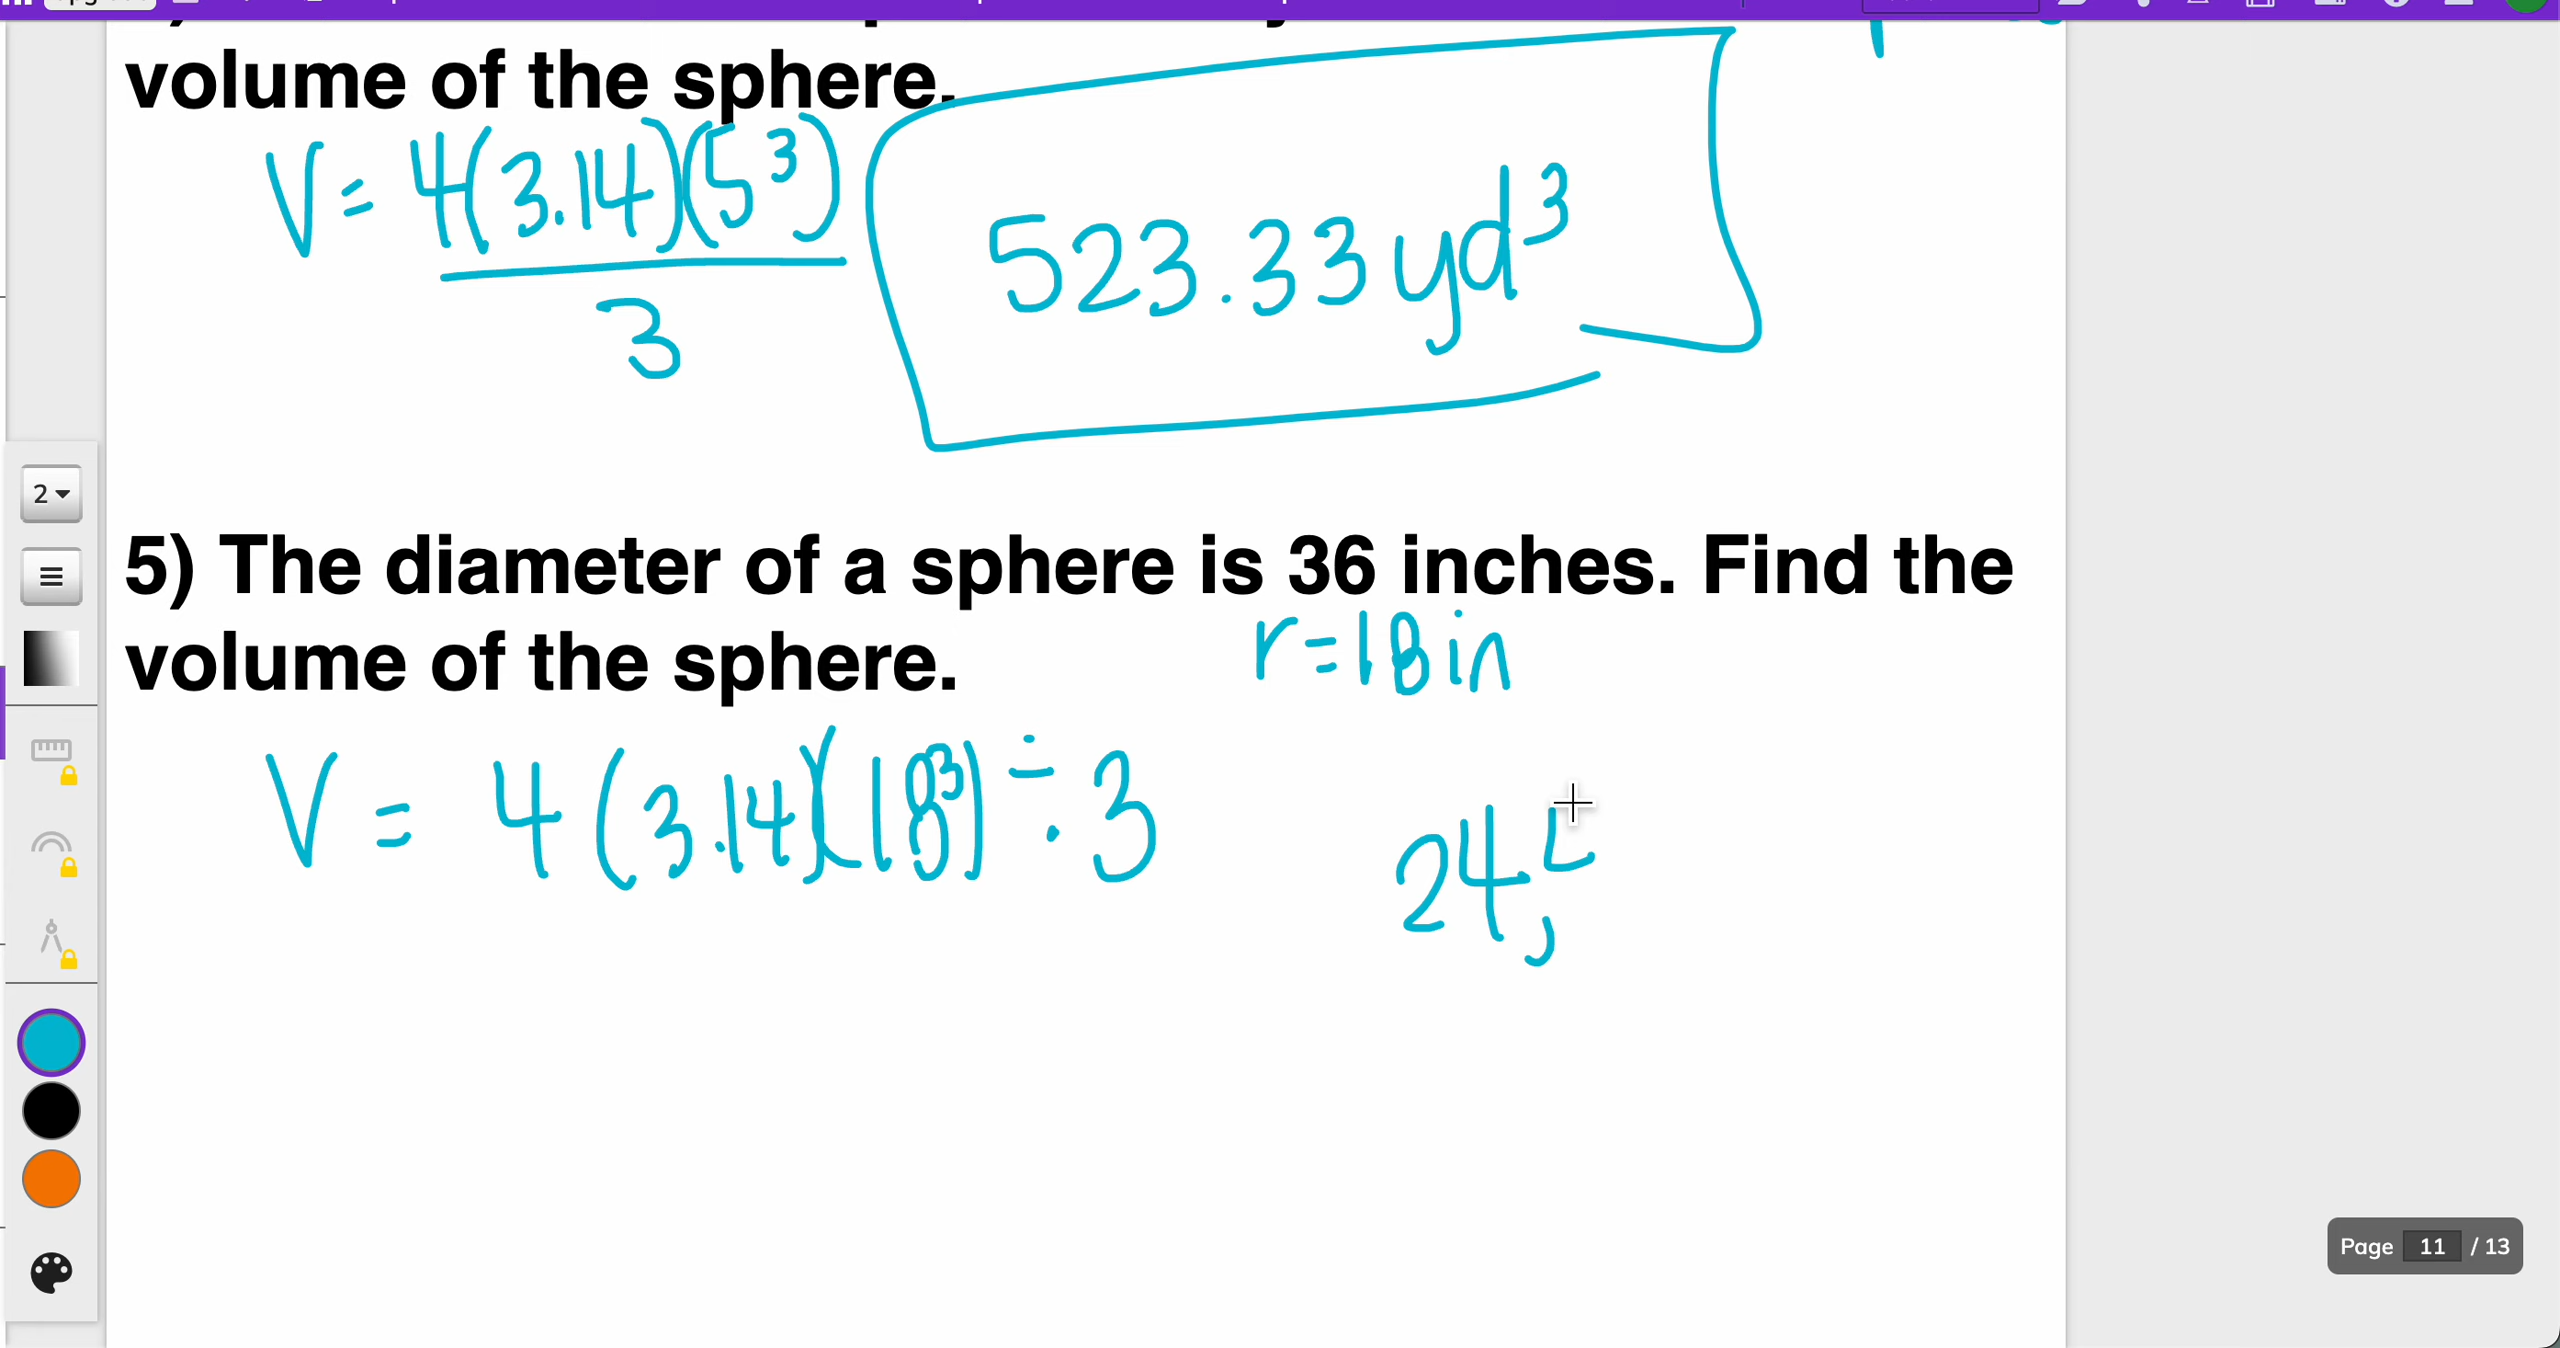 volume of the sphere.
V = 4(3.14)(5³)
3
523.33 yd³
2
5) The diameter of a sphere is 36 inches. Find the
volume of the sphere.
r = 18 in
V = 4(3.14)(18³) ÷ 3
24,
Page 11 / 13